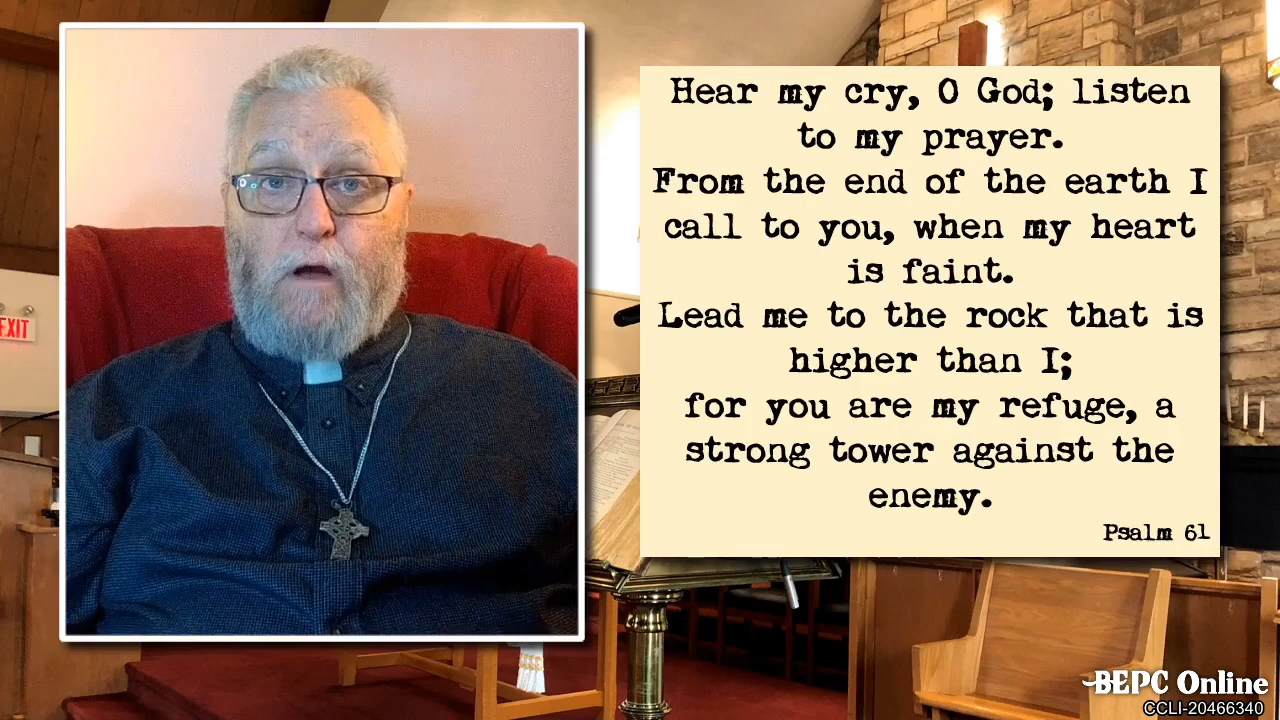 Hear my cry, O God; listen
to my prayer.
From the end of the earth I
call to you, when my heart
is faint.
Lead me to the rock that is
higher than I;
for you are my refuge, a
strong tower against the
enemy.
Psalm 61
EXIT
BEPC Online
CCLI-20466340